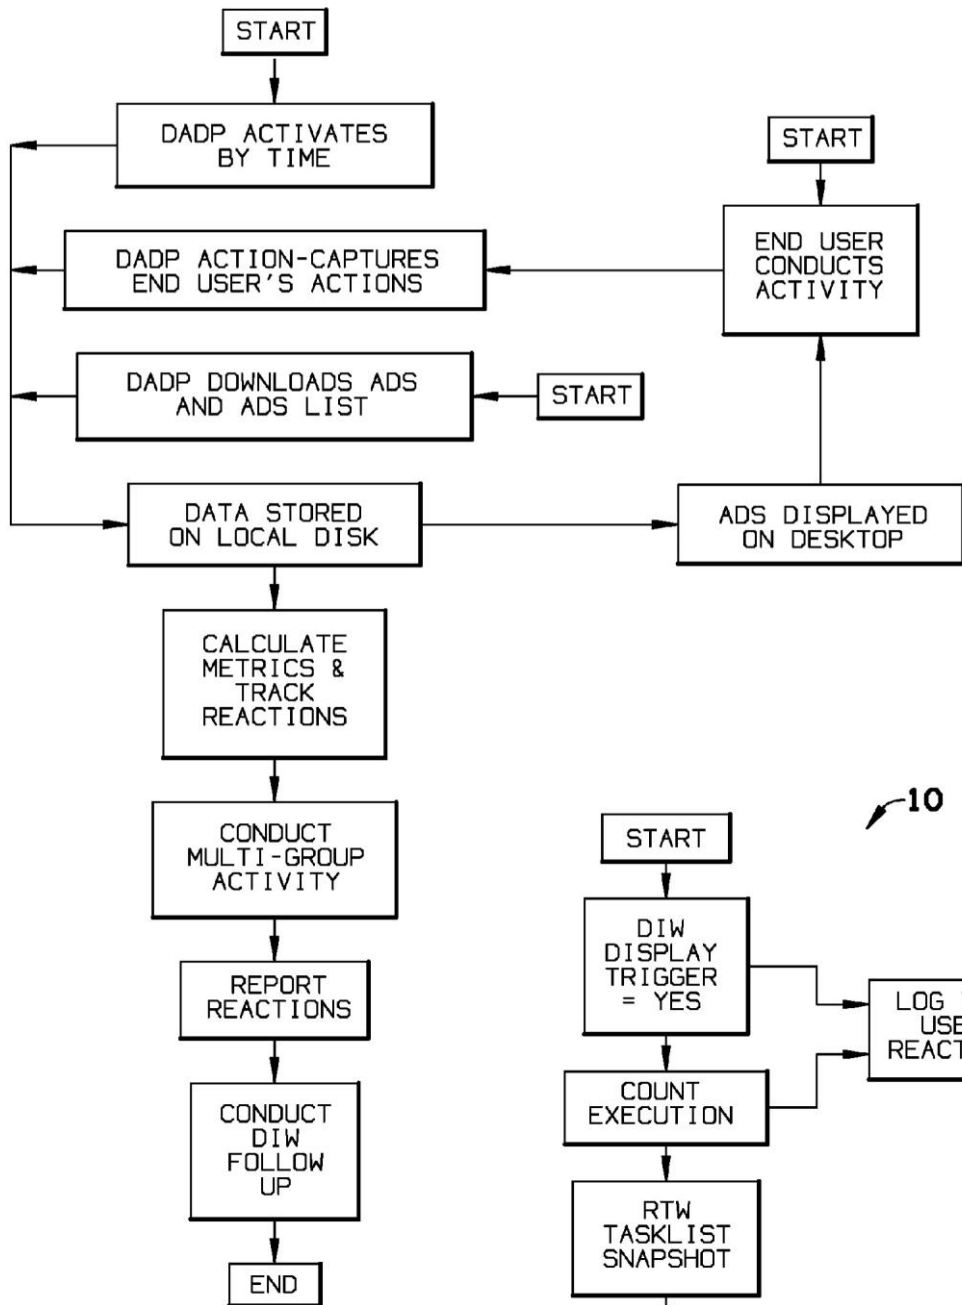 START
DADP ACTIVATES
BY TIME
START
END USER
CONDUCTS
ACTIVITY
DADP ACTION-CAPTURES
END USER'S ACTIONS
DADP DOWNLOADS ADS
AND ADS LIST
START
DATA STORED
ON LOCAL DISK
ADS DISPLAYED
ON DESKTOP
CALCULATE
METRICS &
TRACK
REACTIONS
CONDUCT
MULTI-GROUP
ACTIVITY
REPORT
REACTIONS
CONDUCT
DIW
FOLLOW
UP
END
10
START
DIW
DISPLAY
TRIGGER
= YES
LOG
COUNT
EXECUTION
RTW
TASKLIST
SNAPSHOT